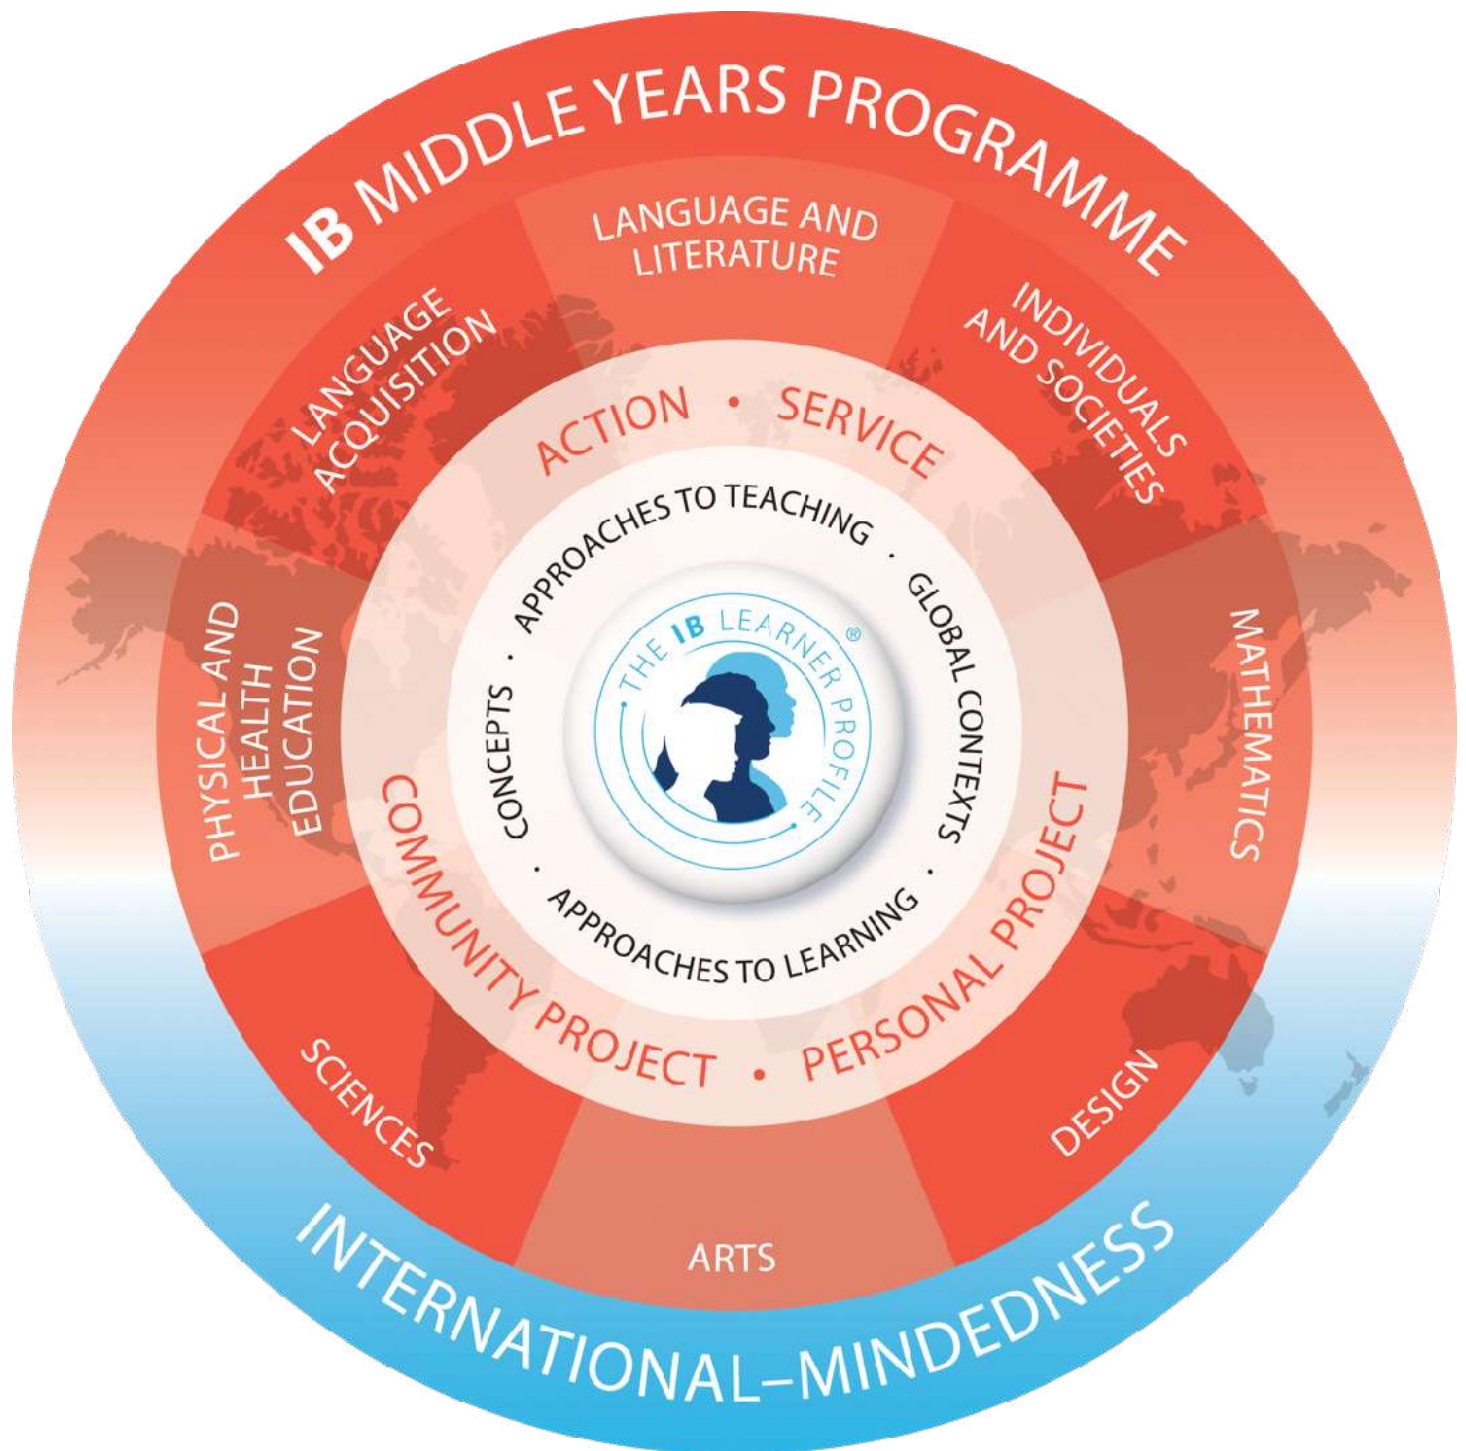 IB MIDDLE YEARS PROGRAMME
LANGUAGE AND
LITERATURE
LANGUAGE
ACQUISITION
INDIVIDUALS
AND SOCIETIES
PHYSICAL AND
HEALTH
EDUCATION
MATHEMATICS
SCIENCES
DESIGN
ARTS
ACTION • SERVICE
COMMUNITY PROJECT • PERSONAL PROJECT
APPROACHES TO TEACHING · GLOBAL CONTEXTS ·
APPROACHES TO LEARNING · CONCEPTS ·
THE IB LEARNER PROFILE ®
INTERNATIONAL–MINDEDNESS